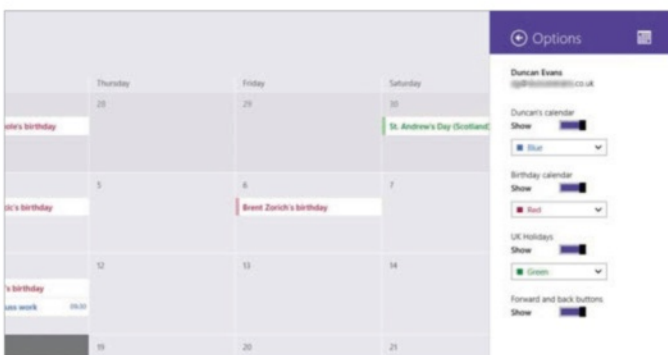 Options
Duncan Evans
co.uk
Thursday
Friday
Saturday
28
29
30
birthday
St. Andrew's Day (Scotland)
Duncan's calendar
Show
Blue
5
6
7
birthday
Brent Zorich's birthday
Birthday calendar
Show
Red
UK Holidays
Show
Green
12
13
14
's birthday
work
09:30
Forward and back buttons
Show
19
20
21